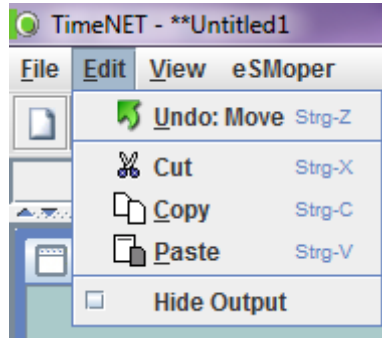 TimeNET - **Untitled1
File Edit View eSMoper
Undo: Move Strg-Z
Cut Strg-X
Copy Strg-C
Paste Strg-V
Hide Output